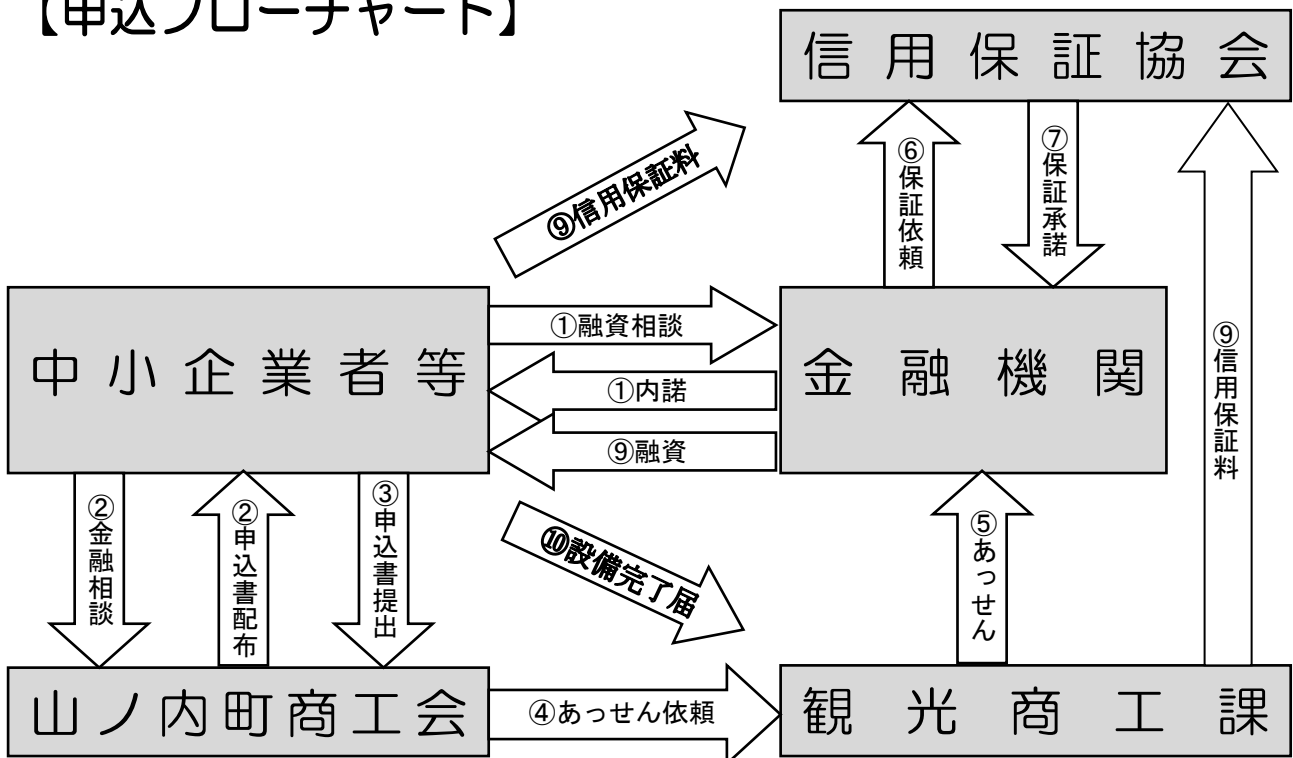 【申込フローチャート】
信用保証協会
⑥保証依頼
⑦保証承諾
⑨信用保証料
⑨信用保証料
中小企業者等
①融資相談
①内諾
⑨融資
金融機関
②金融相談
②申込書配布
③申込書提出
⑩設備完了届
⑤あっせん
山ノ内町商工会
④あっせん依頼
観光商工課